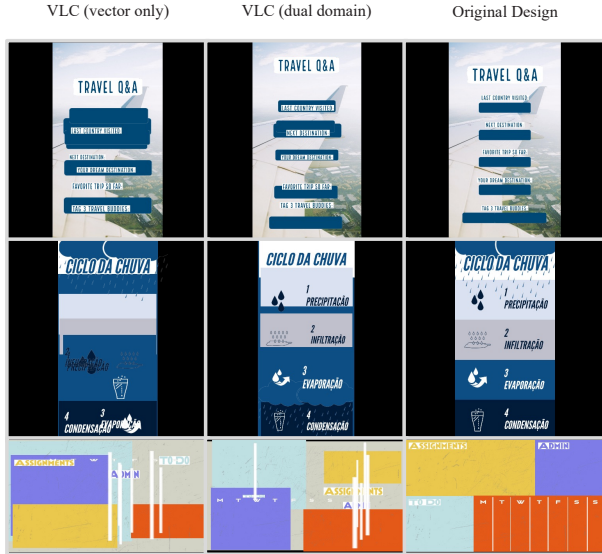 VLC (vector only)
VLC (dual domain)
Original Design
TRAVEL Q&A
LAST COUNTRY VISITED
NEXT DESTINATION
YOUR DREAM DESTINATION
FAVORITE TRIP SO FAR:
TAG 3 TRAVEL BUDDIES:
TRAVEL Q&A
LAST COUNTRY VISITED
NEXT DESTINATION
YOUR DREAM DESTINATION
FAVORITE TRIP SO FAR:
TAG 3 TRAVEL BUDDIES:
TRAVEL Q&A
LAST COUNTRY VISITED
NEXT DESTINATION
FAVORITE TRIP SO FAR:
YOUR DREAM DESTINATION
TAG 3 TRAVEL BUDDIES:
CICLO DA CHUVA
4
CONDENSAÇÃO
3
EVAPORAÇÃO
CICLO DA CHUVA
1
PRECIPITAÇÃO
2
INFILTRAÇÃO
3
EVAPORAÇÃO
4
CONDENSAÇÃO
CICLO DA CHUVA
1
PRECIPITAÇÃO
2
INFILTRAÇÃO
3
EVAPORAÇÃO
4
CONDENSAÇÃO
ASSIGNMENTS
TO DO
ADMIN
M T W T
ASSIGNMENTS
ASSIGNMENTS
ADMIN
TO DO
M T W T F S S